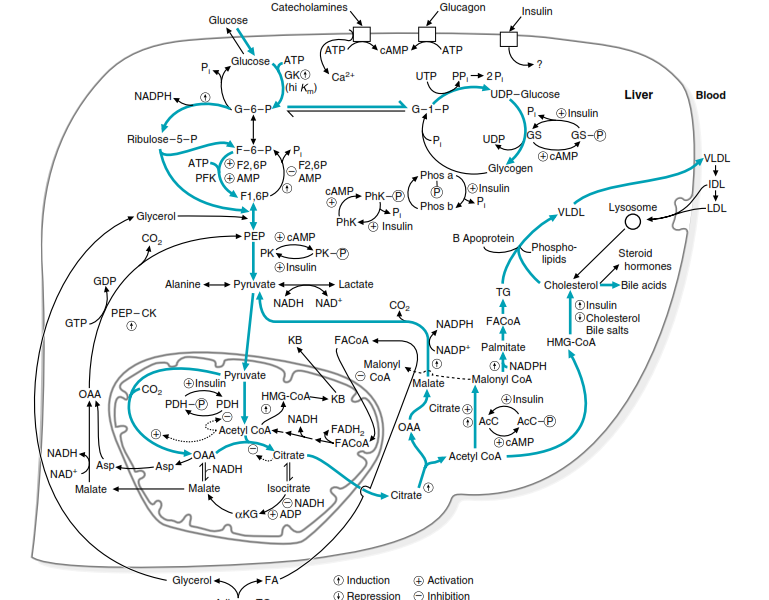 Catecholamines
Glucagon
Insulin
Glucose
ATP
cAMP
ATP
?
Glucose
ATP
Pi
GK↑
(hi Km)
Ca2+
UTP
PPi → 2 Pi
NADPH
↑
UDP-Glucose
Liver
Blood
G-6-P
G-1-P
Pi
+ Insulin
Ribulose-5-P
Pi
UDP
GS
GS-P
+ cAMP
F-6-P
Pi
ATP
+ F2,6P
- F2,6P
PFK
+ AMP
AMP
↑
Glycogen
VLDL
Phos a
P
Phos b
+ Insulin
Pi
IDL
F1,6P
cAMP
+
PhK-P
Pi
PhK
+ Insulin
VLDL
Lysosome
LDL
Glycerol
CO2
PEP
+ cAMP
PK
PK-P
+ Insulin
B Apoprotein
Phospho-
lipids
Steroid
hormones
GDP
Alanine
Pyruvate
Lactate
NADH
NAD+
TG
Cholesterol
Bile acids
GTP
PEP-CK
↑
CO2
↑ Insulin
↓ Cholesterol
Bile salts
FACoA
NADPH
KB
FACoA
NADP+
Palmitate
HMG-CoA
↑
↑ NADPH
Malonyl
- CoA
Pyruvate
Malate
Malonyl CoA
OAA
CO2
+ Insulin
PDH-P
PDH
-
HMG-CoA
↑
KB
+ Insulin
Citrate +
↑
AcC
AcC-P
+ cAMP
NADH
+
Acetyl CoA
FADH2
FACoA
OAA
NADH
NAD+
Asp
Asp
OAA
-
Citrate
Acetyl CoA
NADH
Malate
Malate
Isocitrate
Citrate ↑
- NADH
αKG
+ ADP
Glycerol
FA
↑ Induction
+ Activation
↓ Repression
- Inhibition